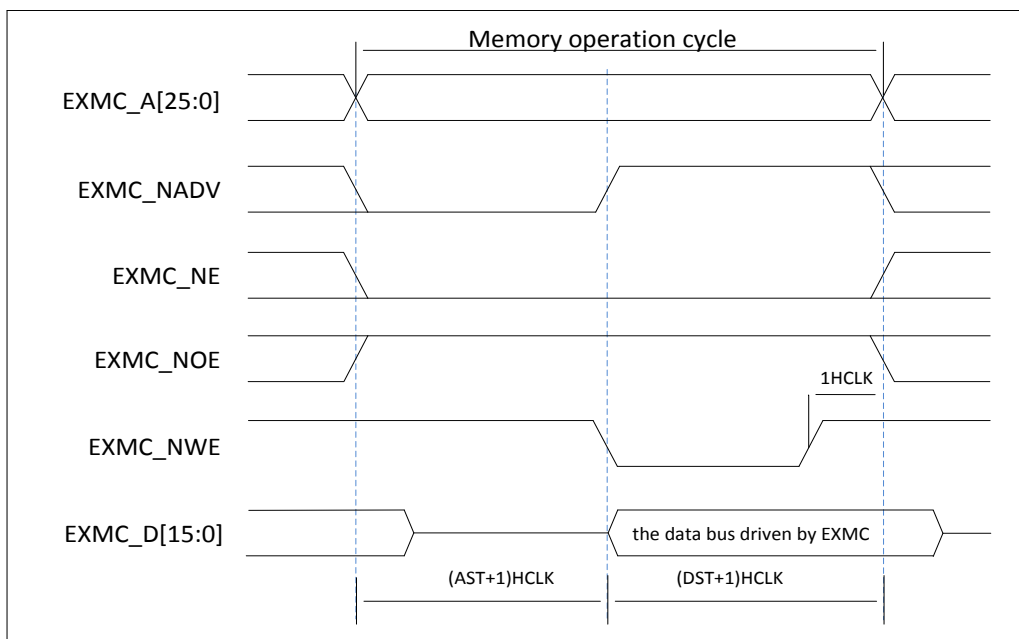 Memory operation cycle
EXMC_A[25:0]
EXMC_NADV
EXMC_NE
EXMC_NOE
1HCLK
EXMC_NWE
EXMC_D[15:0]
the data bus driven by EXMC
(AST+1)HCLK
(DST+1)HCLK